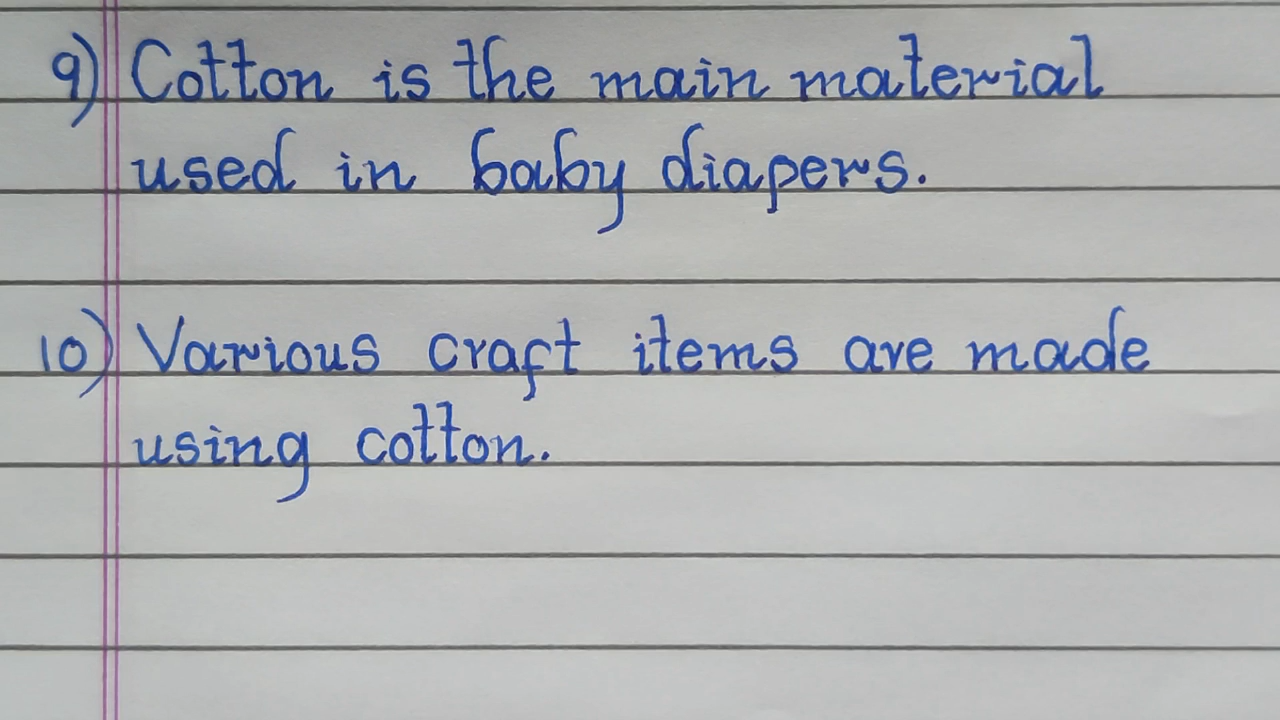 9) Cotton is the main material
used in baby diapers.
10) Various craft items are made
using cotton.